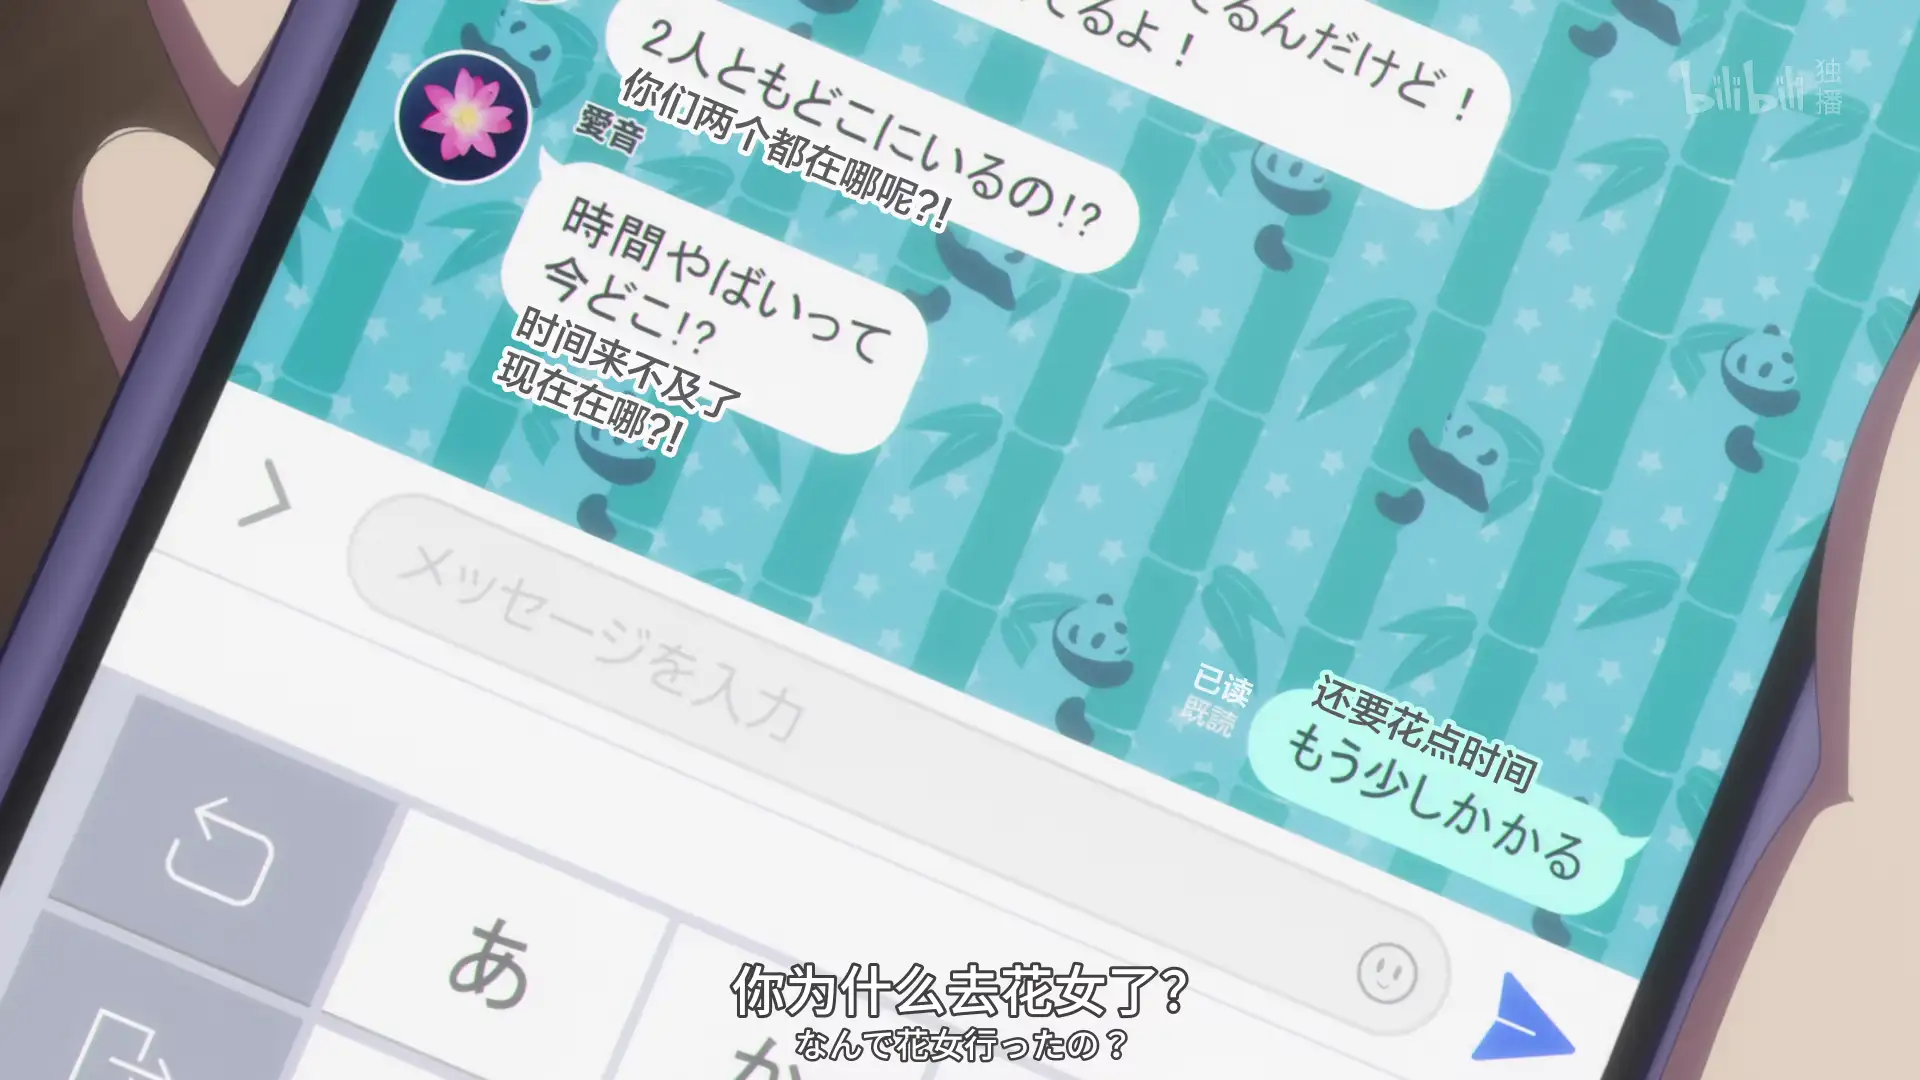 てるんだけど！
てるよ！
bilibili 独播
2人ともどこにいるの!?
你们两个都在哪呢?!
愛音
時間やばいって
今どこ!?
时间来不及了
现在在哪?!
メッセージを入力
已读
既読
还要花点时间
もう少しかかる
あ
か
你为什么去花女了?
なんで花女行ったの？